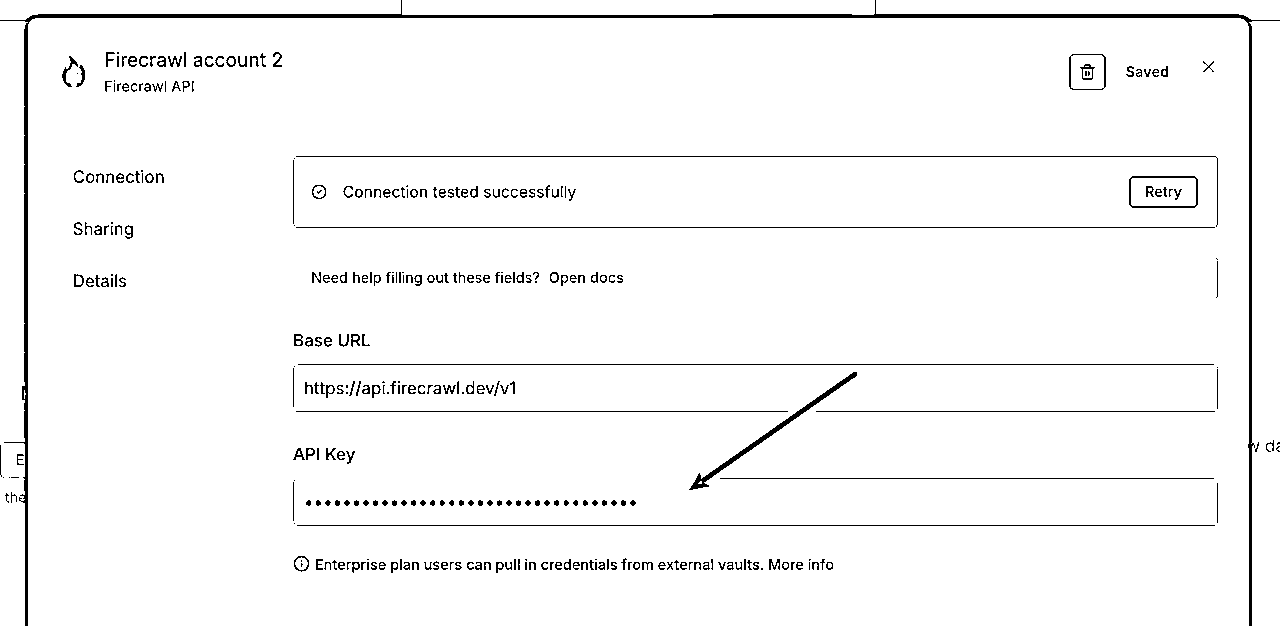 Firecrawl account 2
Firecrawl API
Saved
Connection
Sharing
Details
Connection tested successfully
Retry
Need help filling out these fields? Open docs
Base URL
https://api.firecrawl.dev/v1
API Key
••••••••••••••••••••••••••••••••••••
Enterprise plan users can pull in credentials from external vaults. More info
E
the
w da